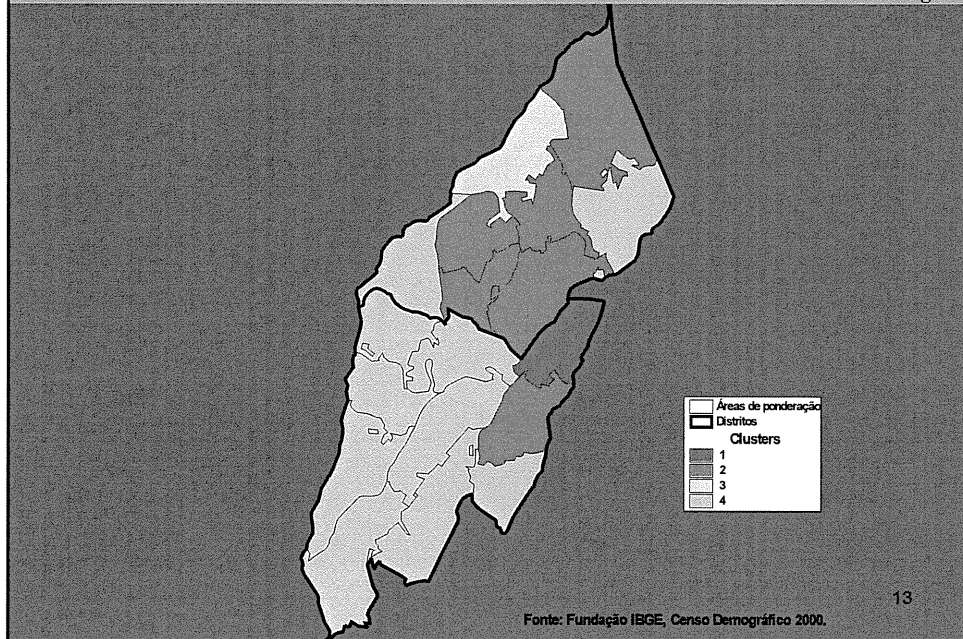 Áreas de ponderação
Distritos
Clusters
1
2
3
4
13
Fonte: Fundação IBGE, Censo Demográfico 2000.